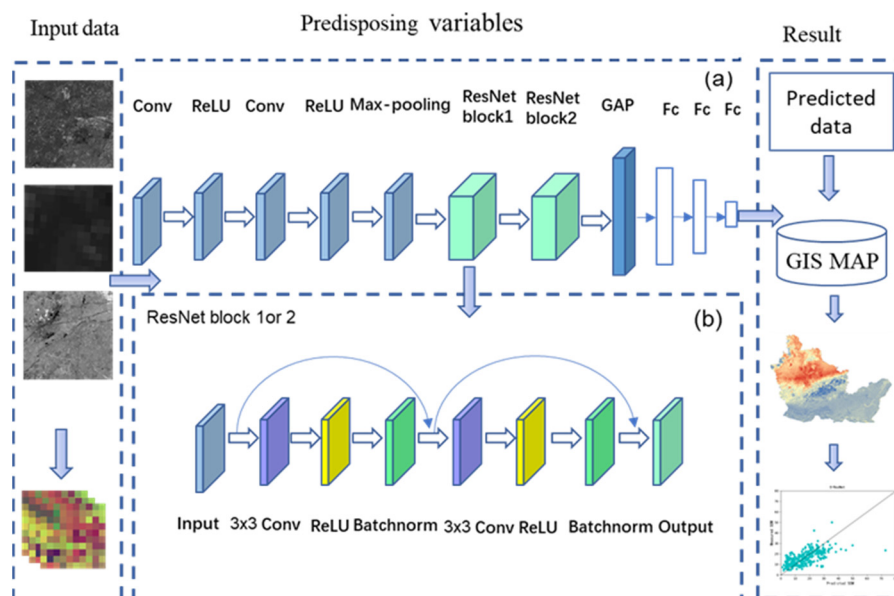 Input data
Predisposing variables
Result
(a)
Conv ReLU Conv ReLU Max-pooling ResNet block1 ResNet block2 GAP Fc Fc Fc
Predicted
data
GIS MAP
ResNet block 1or 2
(b)
Input 3x3 Conv ReLU Batchnorm 3x3 Conv ReLU Batchnorm Output